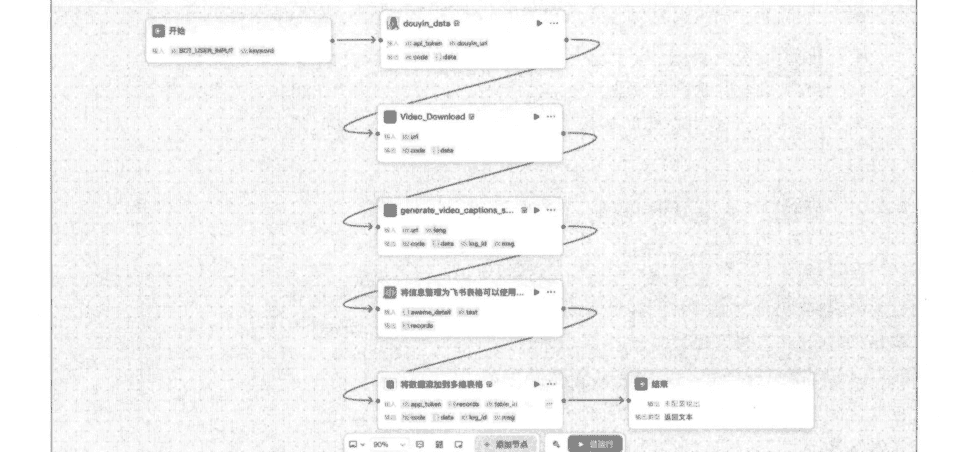 开始
输入 BOT_USER_INPUT keyword
douyin_data
输入 api_token douyin_url
输出 code data
Video_Download
输入 url
输出 code data
generate_video_captions_s...
输入 url lang
输出 code data log_id msg
将信息整理为飞书表格可以使用...
输入 aweme_detail text
输出 records
将数据添加到多维表格
输入 app_token records table_id
输出 code data log_id msg
结束
输出 未配置输出
输出类型 返回文本
90%
添加节点
试运行